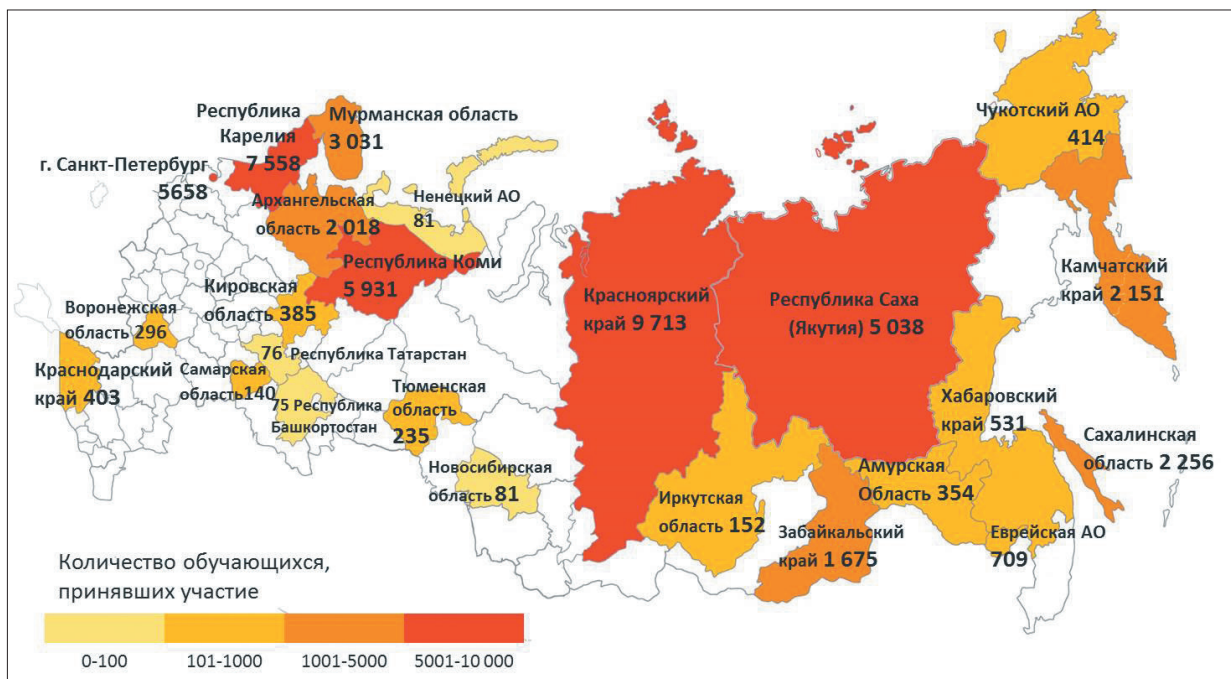 Республика
Карелия
7 558
Мурманская область
3 031
г. Санкт-Петербург
5658
Архангельская
область 2 018
Ненецкий АО
81
Республика Коми
5 931
Кировская
область 385
Воронежская
область 296
76 Республика Татарстан
Краснодарский
край 403
Самарская
область140
75 Республика
Башкортостан
Тюменская
область
235
Новосибирская
область 81
Красноярский
край 9 713
Республика Саха
(Якутия) 5 038
Чукотский АО
414
Камчатский
край 2 151
Хабаровский
край 531
Сахалинская
область 2 256
Амурская
Область 354
Иркутская
область 152
Забайкальский
край 1 675
Еврейская АО
709
Количество обучающихся,
принявших участие
0-100
101-1000
1001-5000
5001-10 000